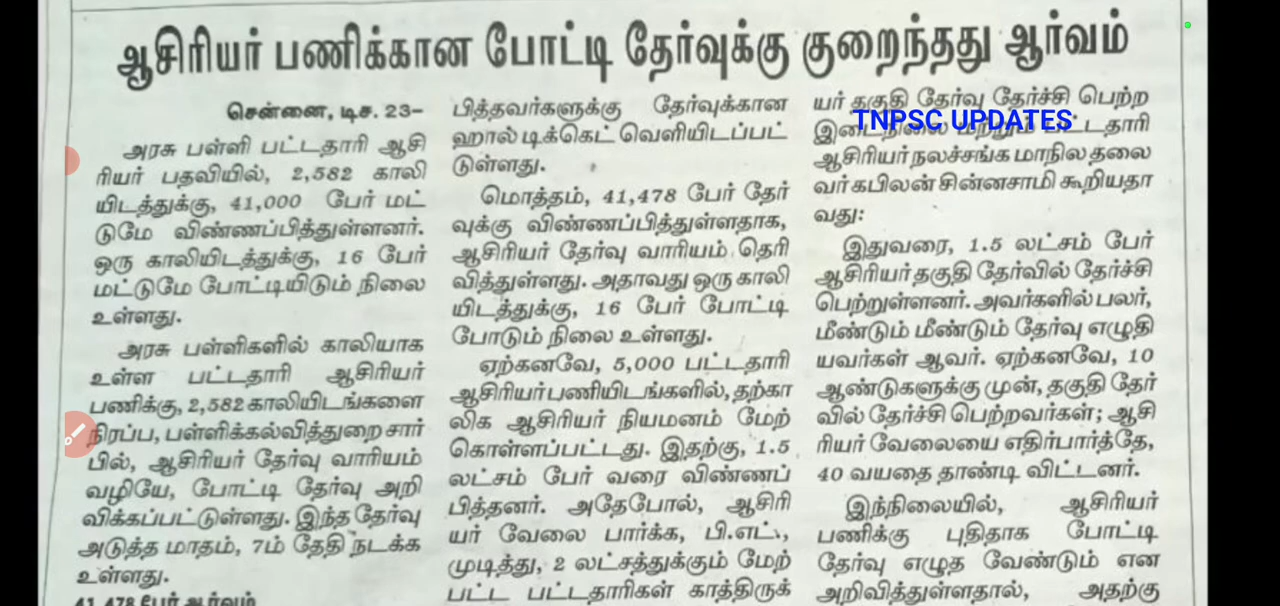 ஆசிரியர் பணிக்கான போட்டி தேர்வுக்கு குறைந்தது ஆர்வம்
சென்னை, டிச. 23–
அரசு பள்ளி பட்டதாரி ஆசி
ரியர் பதவியில், 2,582 காலி
யிடத்துக்கு, 41,000 பேர் மட்
டுமே விண்ணப்பித்துள்ளனர்.
ஒரு காலியிடத்துக்கு, 16 பேர்
மட்டுமே போட்டியிடும் நிலை
உள்ளது.
அரசு பள்ளிகளில் காலியாக
உள்ள பட்டதாரி ஆசிரியர்
பணிக்கு, 2,582 காலியிடங்களை
நிரப்ப, பள்ளிக்கல்வித்துறை சார்
பில், ஆசிரியர் தேர்வு வாரியம்
வழியே, போட்டி தேர்வு அறி
விக்கப்பட்டுள்ளது. இந்த தேர்வு
அடுத்த மாதம், 7ம் தேதி நடக்க
உள்ளது.
41,478 பேர் ஆர்வம்
பித்தவர்களுக்கு தேர்வுக்கான
ஹால் டிக்கெட் வெளியிடப்பட்
டுள்ளது.
மொத்தம், 41,478 பேர் தேர்
வுக்கு விண்ணப்பித்துள்ளதாக,
ஆசிரியர் தேர்வு வாரியம் தெரி
வித்துள்ளது. அதாவது ஒரு காலி
யிடத்துக்கு, 16 பேர் போட்டி
போடும் நிலை உள்ளது.
ஏற்கனவே, 5,000 பட்டதாரி
ஆசிரியர் பணியிடங்களில், தற்கா
லிக ஆசிரியர் நியமனம் மேற்
கொள்ளப்பட்டது. இதற்கு, 1.5
லட்சம் பேர் வரை விண்ணப்
பித்தனர். அதேபோல், ஆசிரி
யர் வேலை பார்க்க, பி.எட்.,
முடித்து, 2 லட்சத்துக்கும் மேற்
பட்ட பட்டதாரிகள் காத்திருக்
யர் தகுதி தேர்வு தேர்ச்சி பெற்ற
TNPSC UPDATES
இடைநிலை மற்றும் பட்டதாரி
ஆசிரியர் நலச்சங்க மாநில தலை
வர் கபிலன் சின்னசாமி கூறியதா
வது:
இதுவரை, 1.5 லட்சம் பேர்
ஆசிரியர் தகுதி தேர்வில் தேர்ச்சி
பெற்றுள்ளனர். அவர்களில் பலர்,
மீண்டும் மீண்டும் தேர்வு எழுதி
யவர்கள் ஆவர். ஏற்கனவே, 10
ஆண்டுகளுக்கு முன், தகுதி தேர்
வில் தேர்ச்சி பெற்றவர்கள்; ஆசி
ரியர் வேலையை எதிர்பார்த்தே,
40 வயதை தாண்டி விட்டனர்.
இந்நிலையில், ஆசிரியர்
பணிக்கு புதிதாக போட்டி
தேர்வு எழுத வேண்டும் என
அறிவித்துள்ளதால், அதற்கு